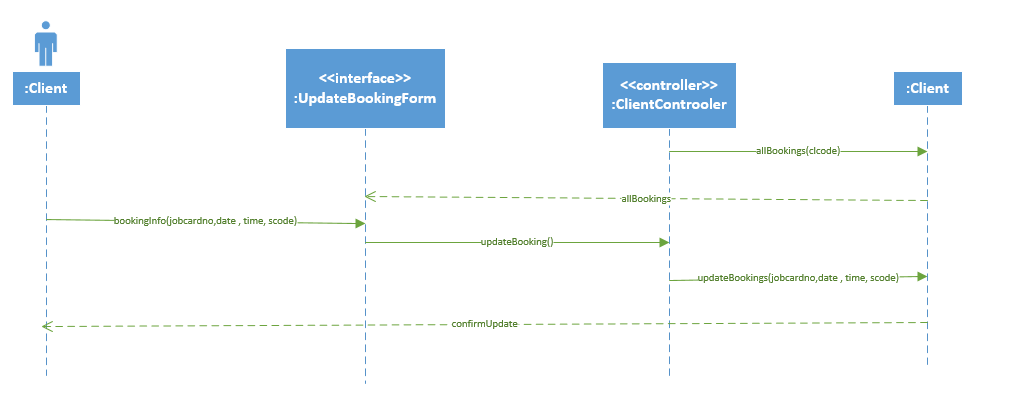 :Client
<<interface>>
:UpdateBookingForm
<<controller>>
:ClientControoler
:Client
allBookings(clcode)
allBookings
bookingInfo(jobcardno,date , time, scode)
updateBooking()
updateBookings(jobcardno,date , time, scode)
confirmUpdate